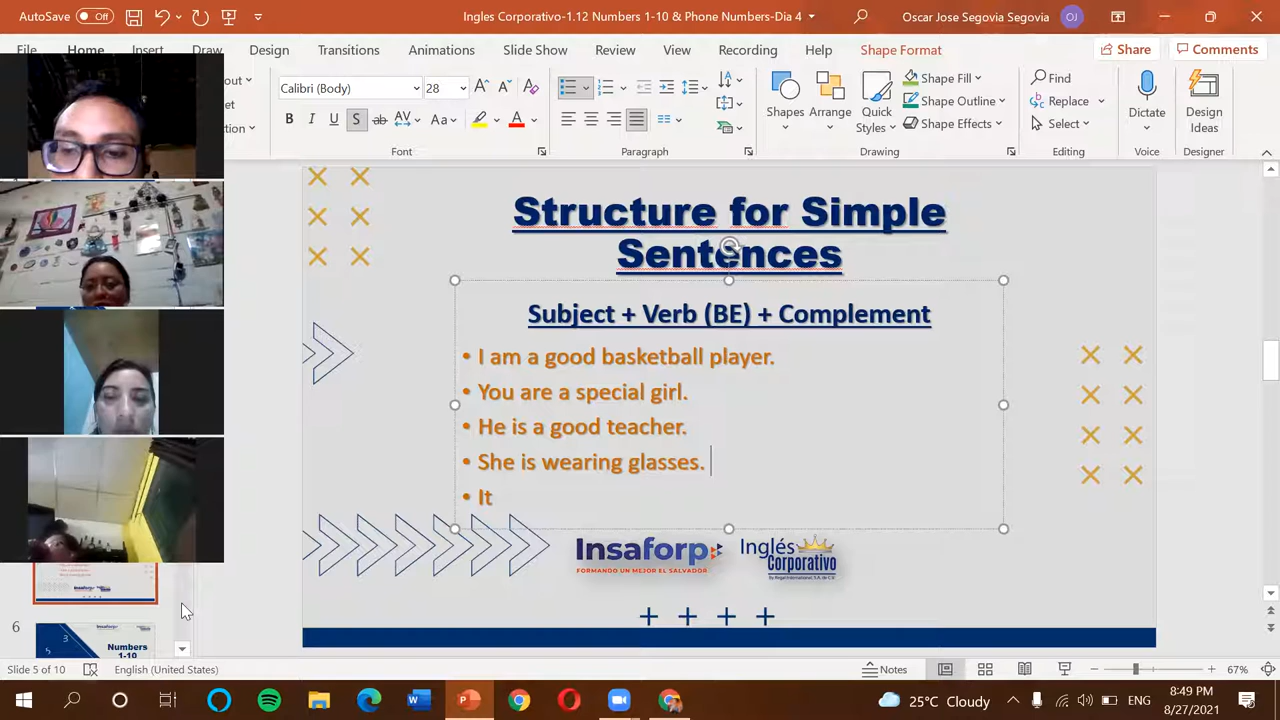 AutoSave Off Ingles Corporativo-1.12 Numbers 1-10 & Phone Numbers-Dia 4 Oscar Jose Segovia Segovia OJ
File Home Insert Draw Design Transitions Animations Slide Show Review View Recording Help Shape Format Share Comments
Calibri (Body) 28
Shapes Arrange Quick Styles
Shape Fill
Shape Outline
Shape Effects
Find
Replace
Select
Dictate
Design Ideas
Font Paragraph Drawing Editing Voice Designer
Structure for Simple
Sentences
Subject + Verb (BE) + Complement
• I am a good basketball player.
• You are a special girl.
• He is a good teacher.
• She is wearing glasses.
• It
Insaforp
FORMANDO UN MEJOR EL SALVADOR
Inglés
Corporativo
by Regal International, S.A. de C.V.
6
Numbers
1-10
Slide 5 of 10 English (United States) Notes 67%
25°C Cloudy ENG 8:49 PM
8/27/2021